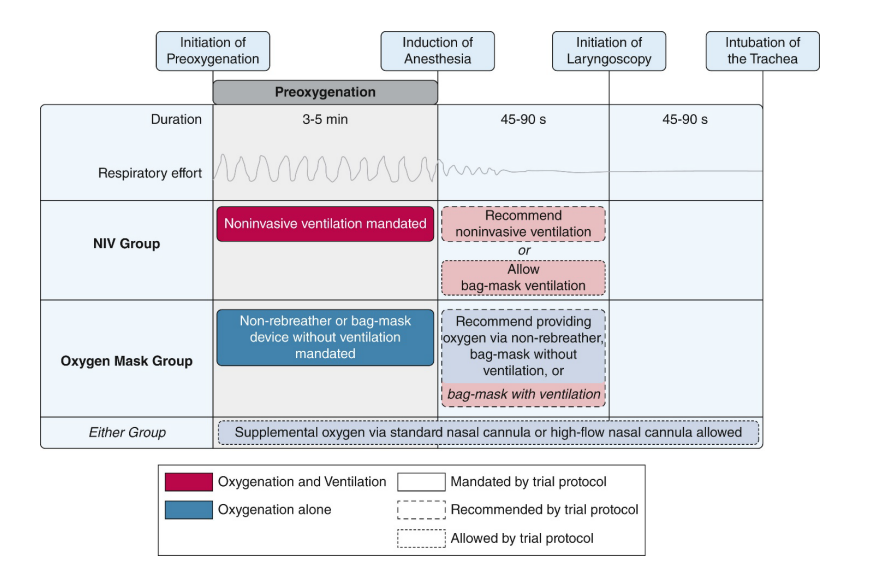 Initiation of
Preoxygenation
Induction of
Anesthesia
Initiation of
Laryngoscopy
Intubation of
the Trachea
Preoxygenation
Duration
3-5 min
45-90 s
45-90 s
Respiratory effort
NIV Group
Noninvasive ventilation mandated
Recommend
noninvasive ventilation
or
Allow
bag-mask ventilation
Oxygen Mask Group
Non-rebreather or bag-mask
device without ventilation
mandated
Recommend providing
oxygen via non-rebreather,
bag-mask without
ventilation, or
bag-mask with ventilation
Either Group
Supplemental oxygen via standard nasal cannula or high-flow nasal cannula allowed
Oxygenation and Ventilation
Oxygenation alone
Mandated by trial protocol
Recommended by trial protocol
Allowed by trial protocol